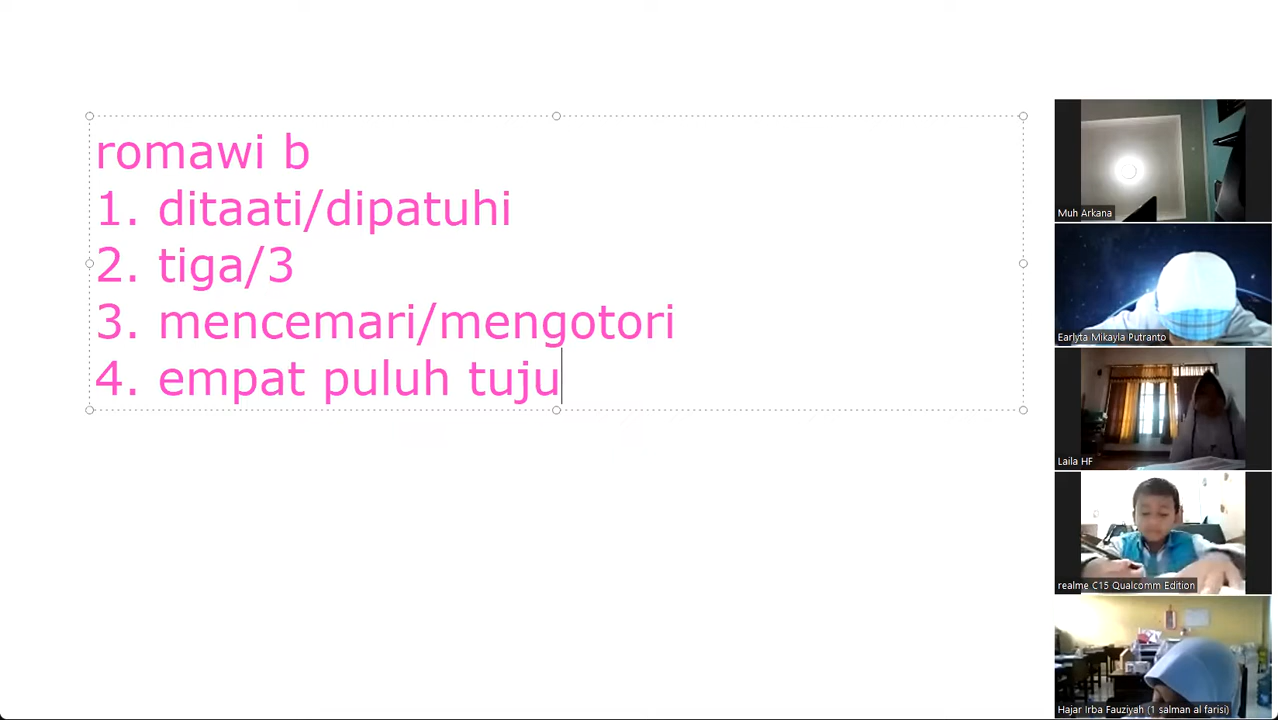 romawi b
1. ditaati/dipatuhi
2. tiga/3
3. mencemari/mengotori
4. empat puluh tuju
Muh Arkana
Earlyta Mikayla Putranto
Laila HF
realme C15 Qualcomm Edition
Hajar Irba Fauziyah (1 salman al farisi)